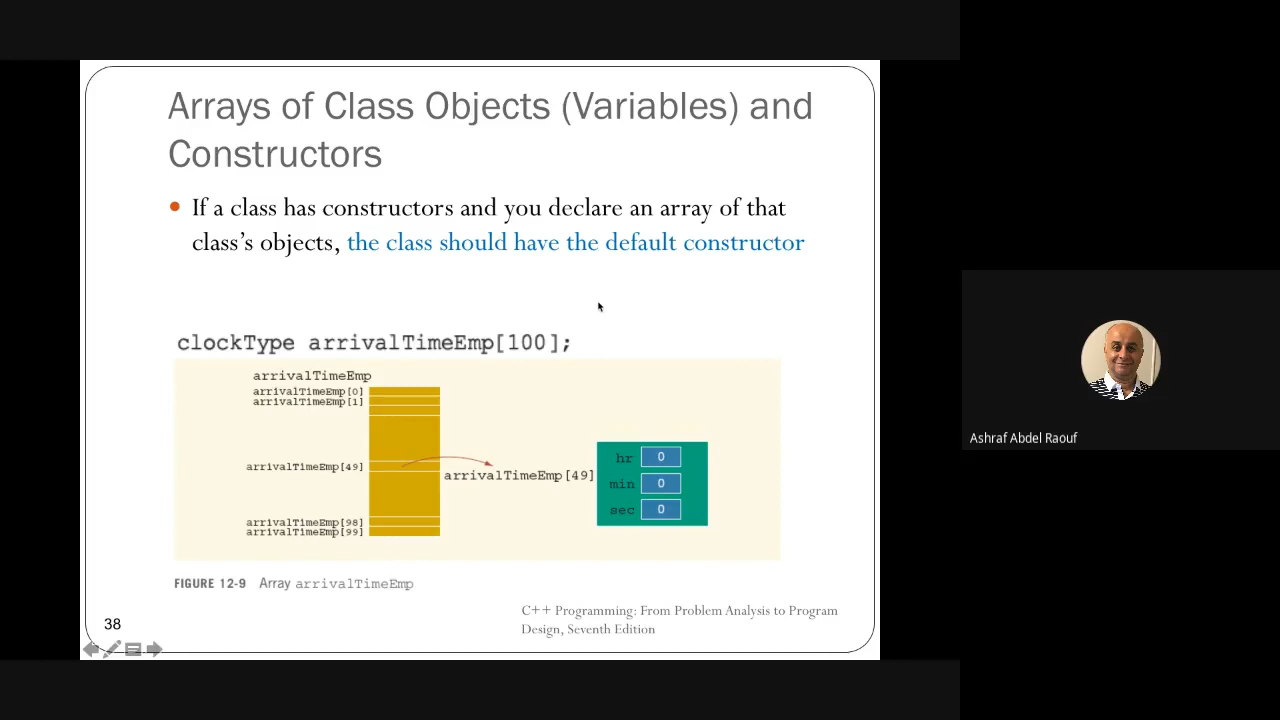 Arrays of Class Objects (Variables) and
Constructors
• If a class has constructors and you declare an array of that
class’s objects, the class should have the default constructor
clockType arrivalTimeEmp[100];
arrivalTimeEmp
arrivalTimeEmp[0]
arrivalTimeEmp[1]
arrivalTimeEmp[49]
arrivalTimeEmp[98]
arrivalTimeEmp[99]
arrivalTimeEmp[49]
hr 0
min 0
sec 0
FIGURE 12-9 Array arrivalTimeEmp
C++ Programming: From Problem Analysis to Program
Design, Seventh Edition
38
Ashraf Abdel Raouf